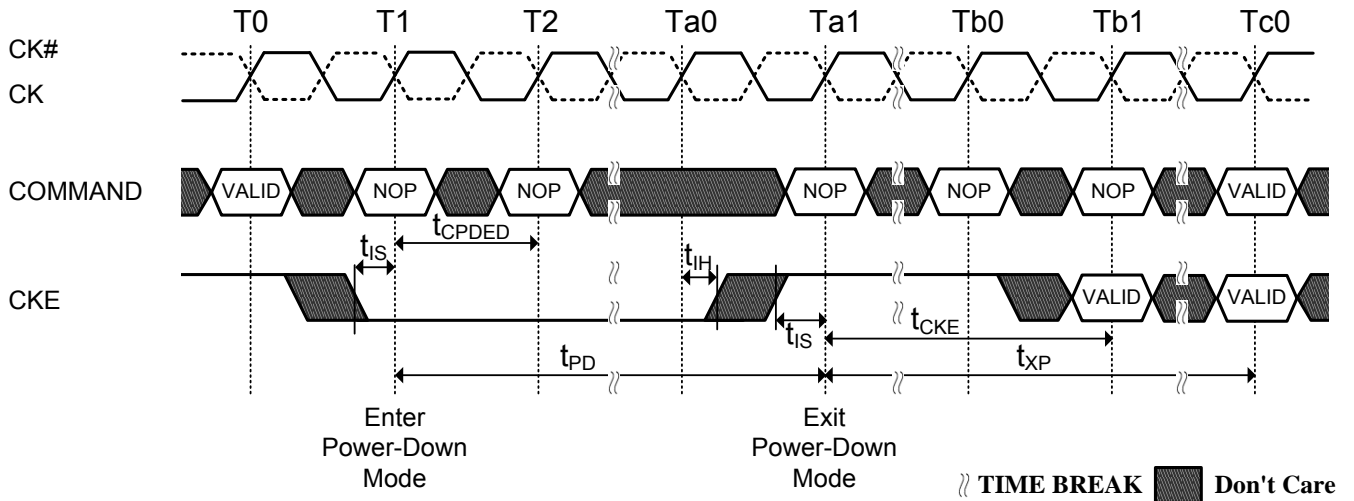 T0 T1 T2 Ta0 Ta1 Tb0 Tb1 Tc0
CK#
CK
COMMAND VALID NOP NOP NOP NOP NOP VALID
tCPDED
tIS tIH
CKE VALID VALID
tIS tCKE
tPD tXP
Enter Power-Down Mode
Exit Power-Down Mode
TIME BREAK Don't Care